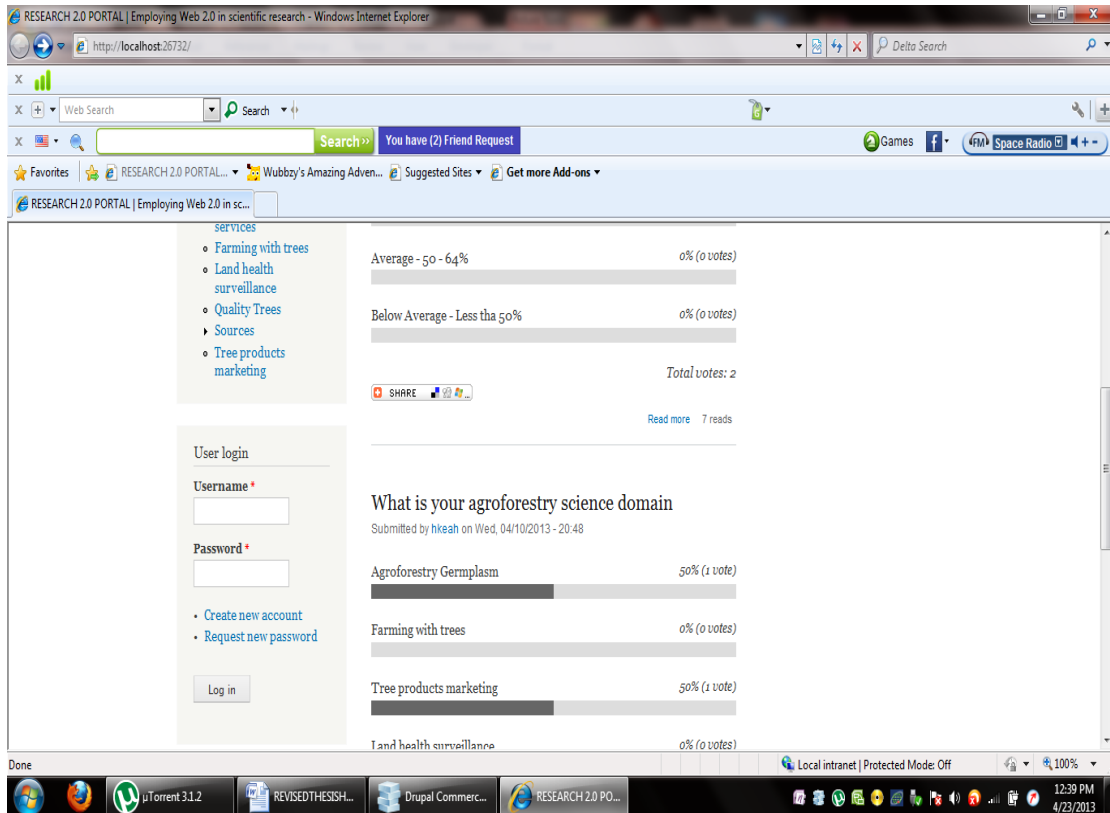 RESEARCH 2.0 PORTAL | Employing Web 2.0 in scientific research - Windows Internet Explorer
http://localhost:26732/
Delta Search
x
x Web Search Search
x Search» You have (2) Friend Request Games f FM Space Radio + -
Favorites RESEARCH 2.0 PORTAL... Wubbzy's Amazing Adven... Suggested Sites Get more Add-ons
RESEARCH 2.0 PORTAL | Employing Web 2.0 in sc...
services
Farming with trees
Land health
surveillance
Quality Trees
Sources
Tree products
marketing
User login
Username *
Password *
Create new account
Request new password
Log in
Average - 50 - 64% 0% (0 votes)
Below Average - Less tha 50% 0% (0 votes)
Total votes: 2
SHARE
Read more 7 reads
What is your agroforestry science domain
Submitted by hkeah on Wed, 04/10/2013 - 20:48
Agroforestry Germplasm 50% (1 vote)
Farming with trees 0% (0 votes)
Tree products marketing 50% (1 vote)
Land health surveillance 0% (0 votes)
Done Local intranet | Protected Mode: Off 100%
µTorrent 3.1.2 REVISEDTHESISH... Drupal Commerc... RESEARCH 2.0 PO... 12:39 PM
4/23/2013